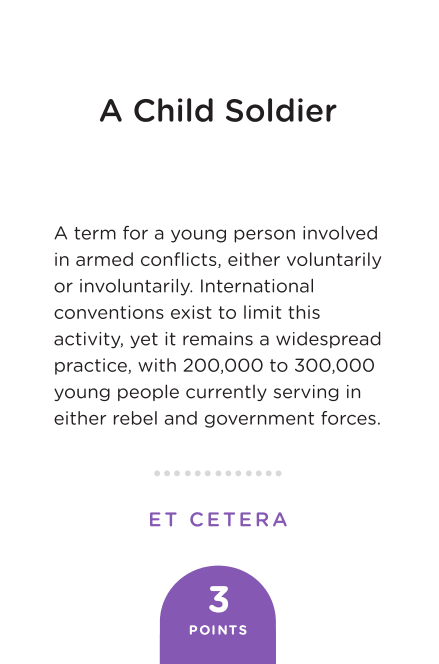 A Child Soldier
A term for a young person involved
in armed conflicts, either voluntarily
or involuntarily. International
conventions exist to limit this
activity, yet it remains a widespread
practice, with 200,000 to 300,000
young people currently serving in
either rebel and government forces.
ET CETERA
3
POINTS